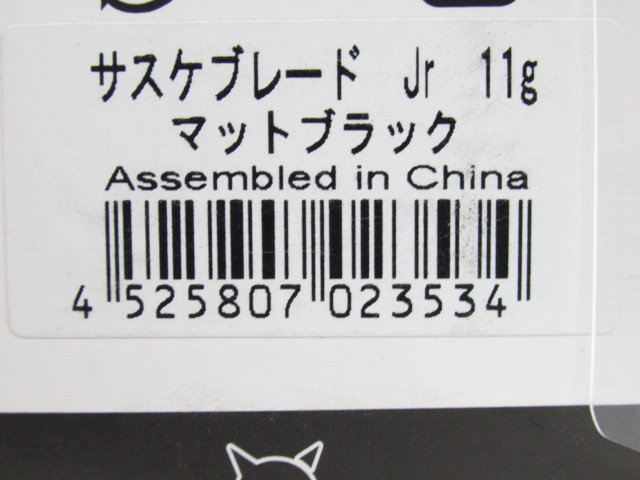 サスケブレード Jr 11g
マットブラック
Assembled in China
4 525807 023534